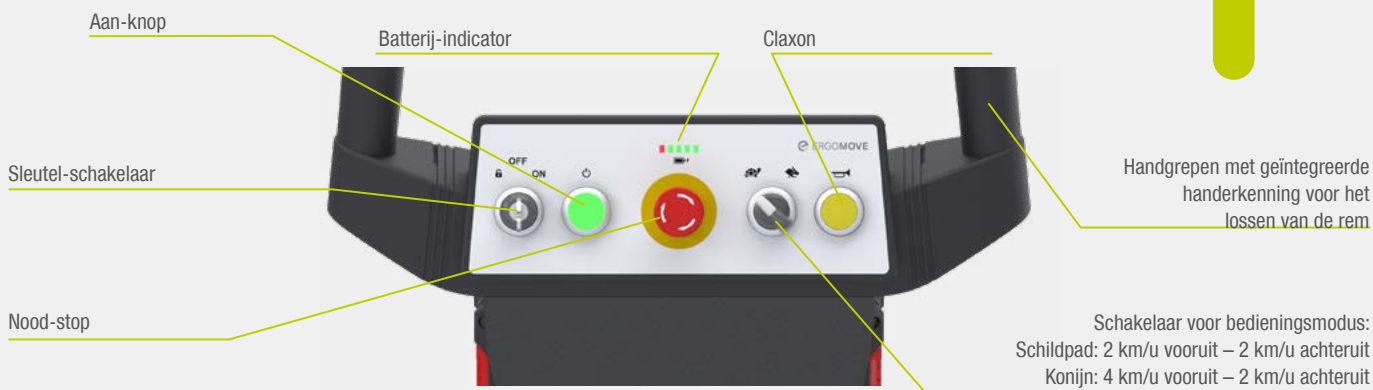 Aan-knop
Batterij-indicator
Claxon
ERGOMOVE
OFF
ON
Sleutel-schakelaar
Handgrepen met geïntegreerde
handerkenning voor het
lossen van de rem
Nood-stop
Schakelaar voor bedieningsmodus:
Schildpad: 2 km/u vooruit – 2 km/u achteruit
Konijn: 4 km/u vooruit – 2 km/u achteruit